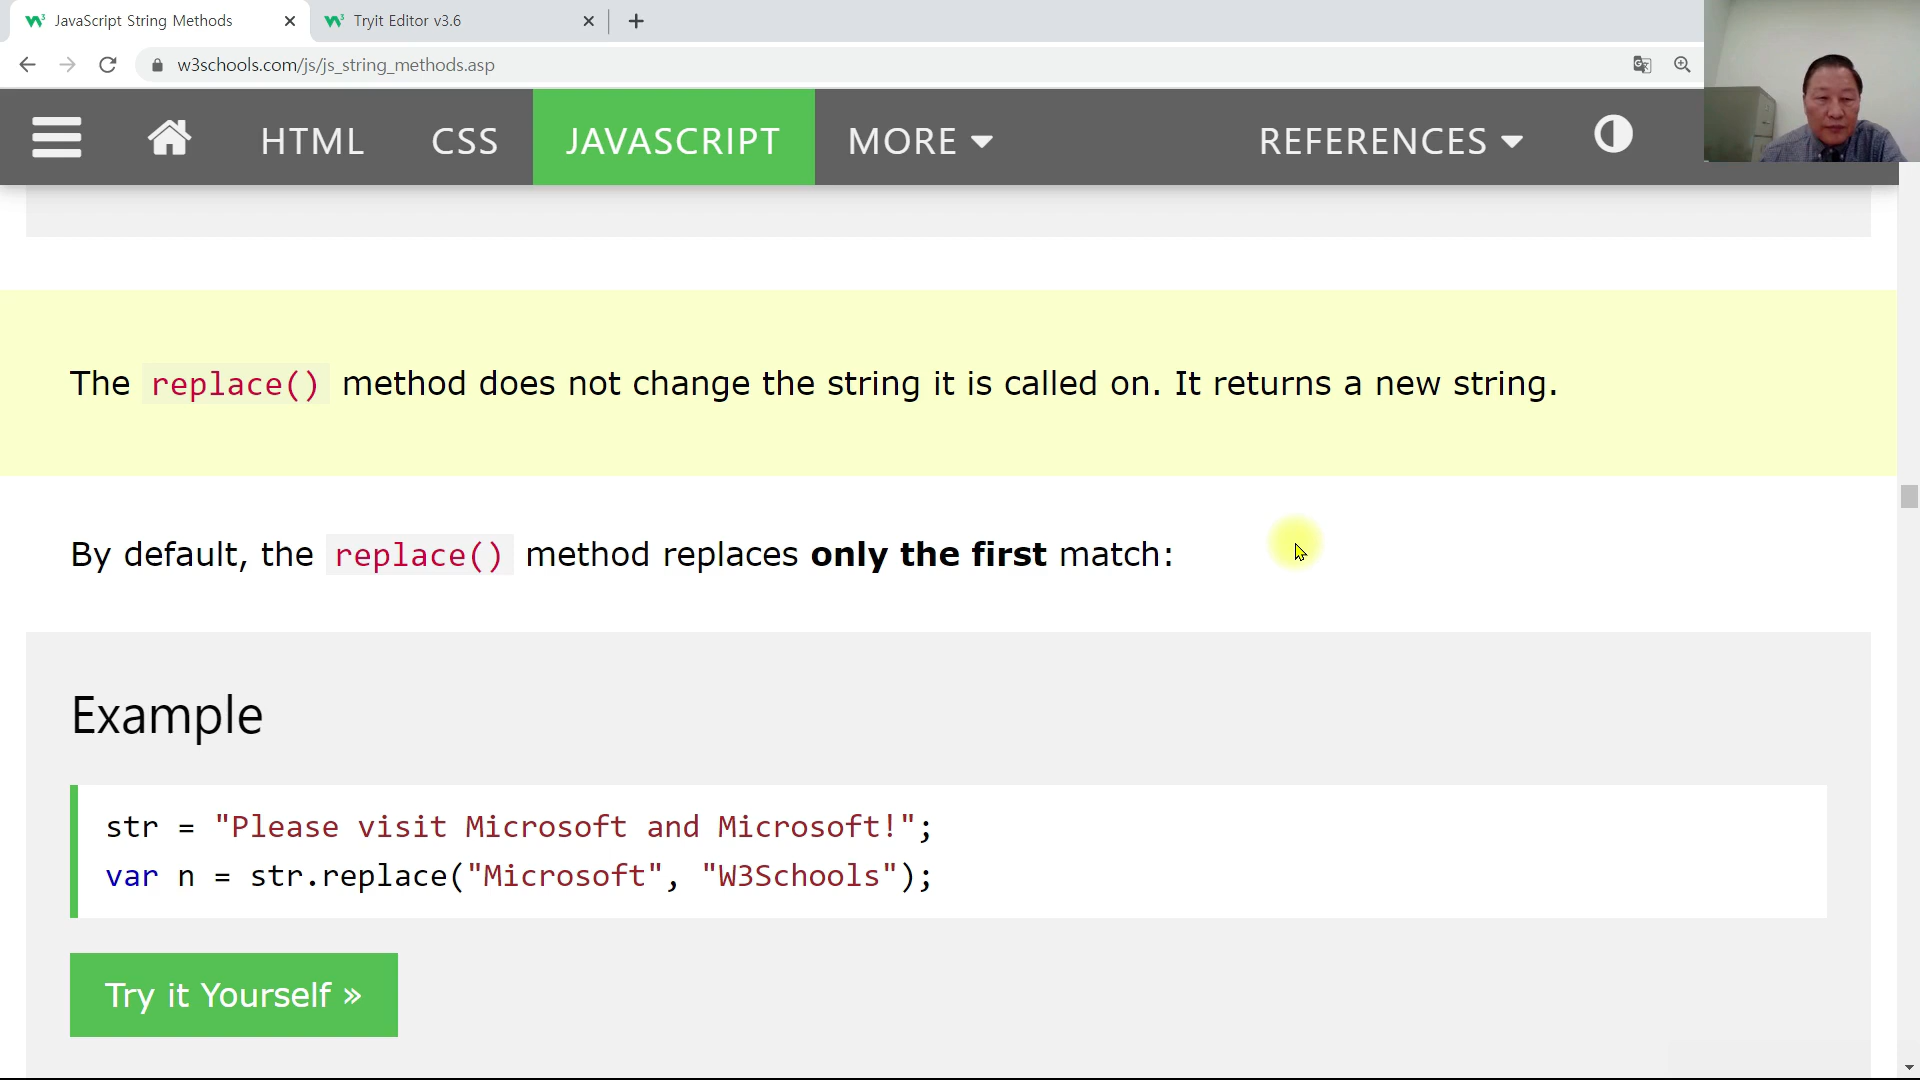 JavaScript String Methods
Tryit Editor v3.6
w3schools.com/js/js_string_methods.asp
HTML CSS JAVASCRIPT MORE REFERENCES
The replace() method does not change the string it is called on. It returns a new string.
By default, the replace() method replaces only the first match:
Example
str = "Please visit Microsoft and Microsoft!";
var n = str.replace("Microsoft", "W3Schools");
Try it Yourself »